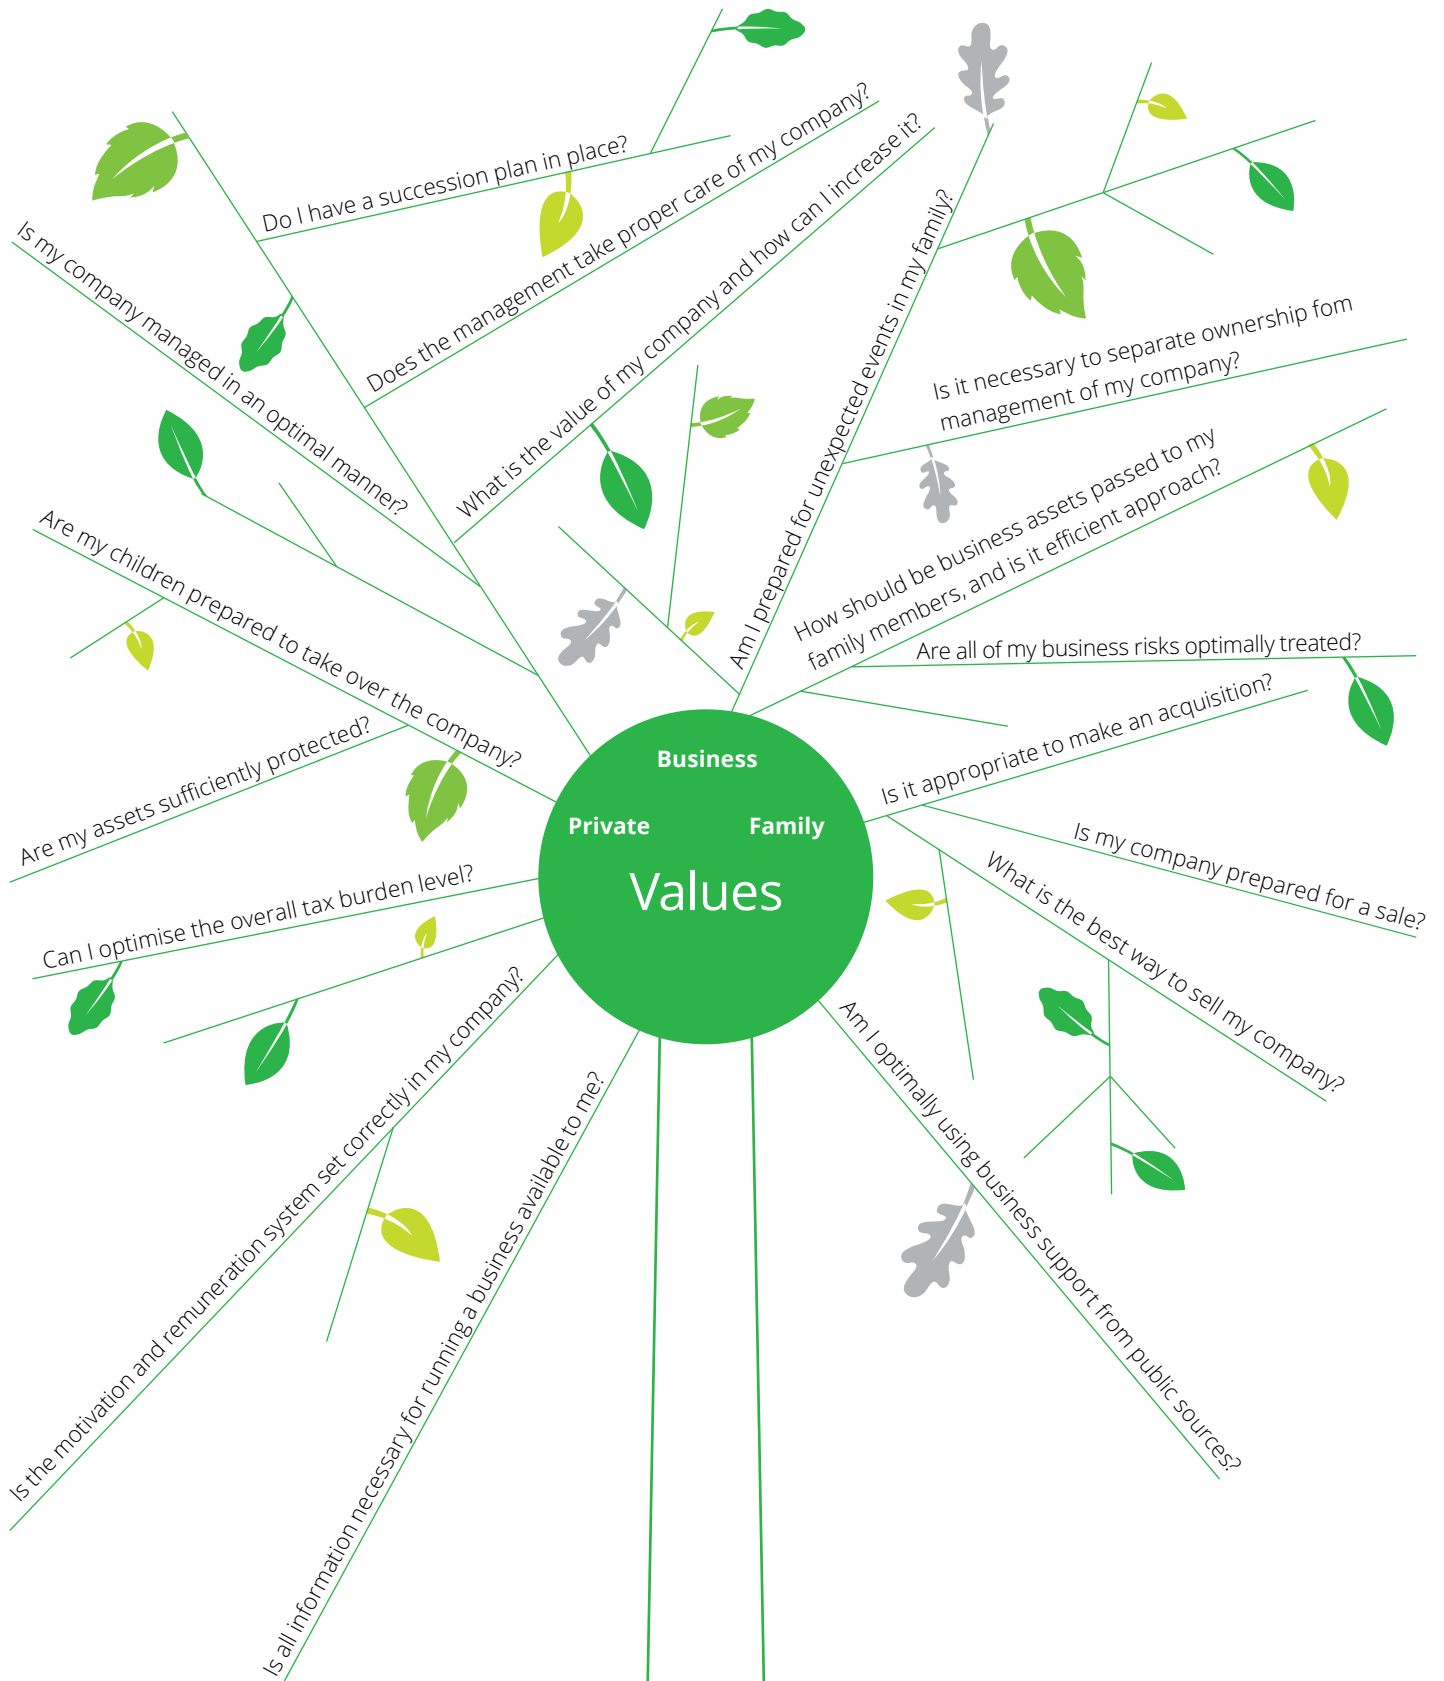 Do I have a succession plan in place?
Does the management take proper care of my company?
What is the value of my company and how can I increase it?
Is my company managed in an optimal manner?
Am I prepared for unexpected events in my family?
Is it necessary to separate ownership fom
management of my company?
How should be business assets passed to my
family members, and is it efficient approach?
Are my children prepared to take over the company?
Are all of my business risks optimally treated?
Is it appropriate to make an acquisition?
Are my assets sufficiently protected?
Business
Private
Family
Values
Is my company prepared for a sale?
What is the best way to sell my company?
Can I optimise the overall tax burden level?
Is the motivation and remuneration system set correctly in my company?
Is all information necessary for running a business available to me?
Am I optimally using business support from public sources?